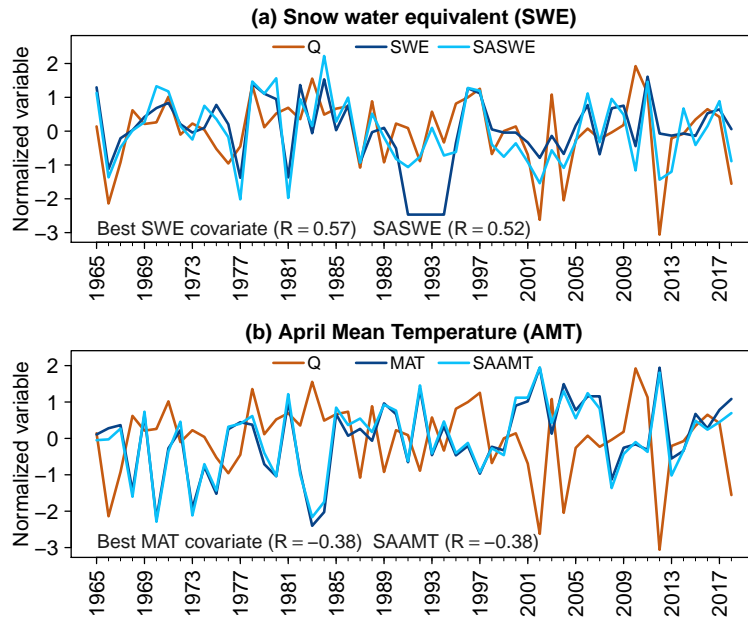 (a) Snow water equivalent (SWE)
Q SWE SASWE
Normalized variable
2
1
0
−1
−2
−3
Best SWE covariate (R = 0.57) SASWE (R = 0.52)
1965 1969 1973 1977 1981 1985 1989 1993 1997 2001 2005 2009 2013 2017
(b) April Mean Temperature (AMT)
Q MAT SAAMT
Normalized variable
2
1
0
−1
−2
−3
Best MAT covariate (R = −0.38) SAAMT (R = −0.38)
1965 1969 1973 1977 1981 1985 1989 1993 1997 2001 2005 2009 2013 2017